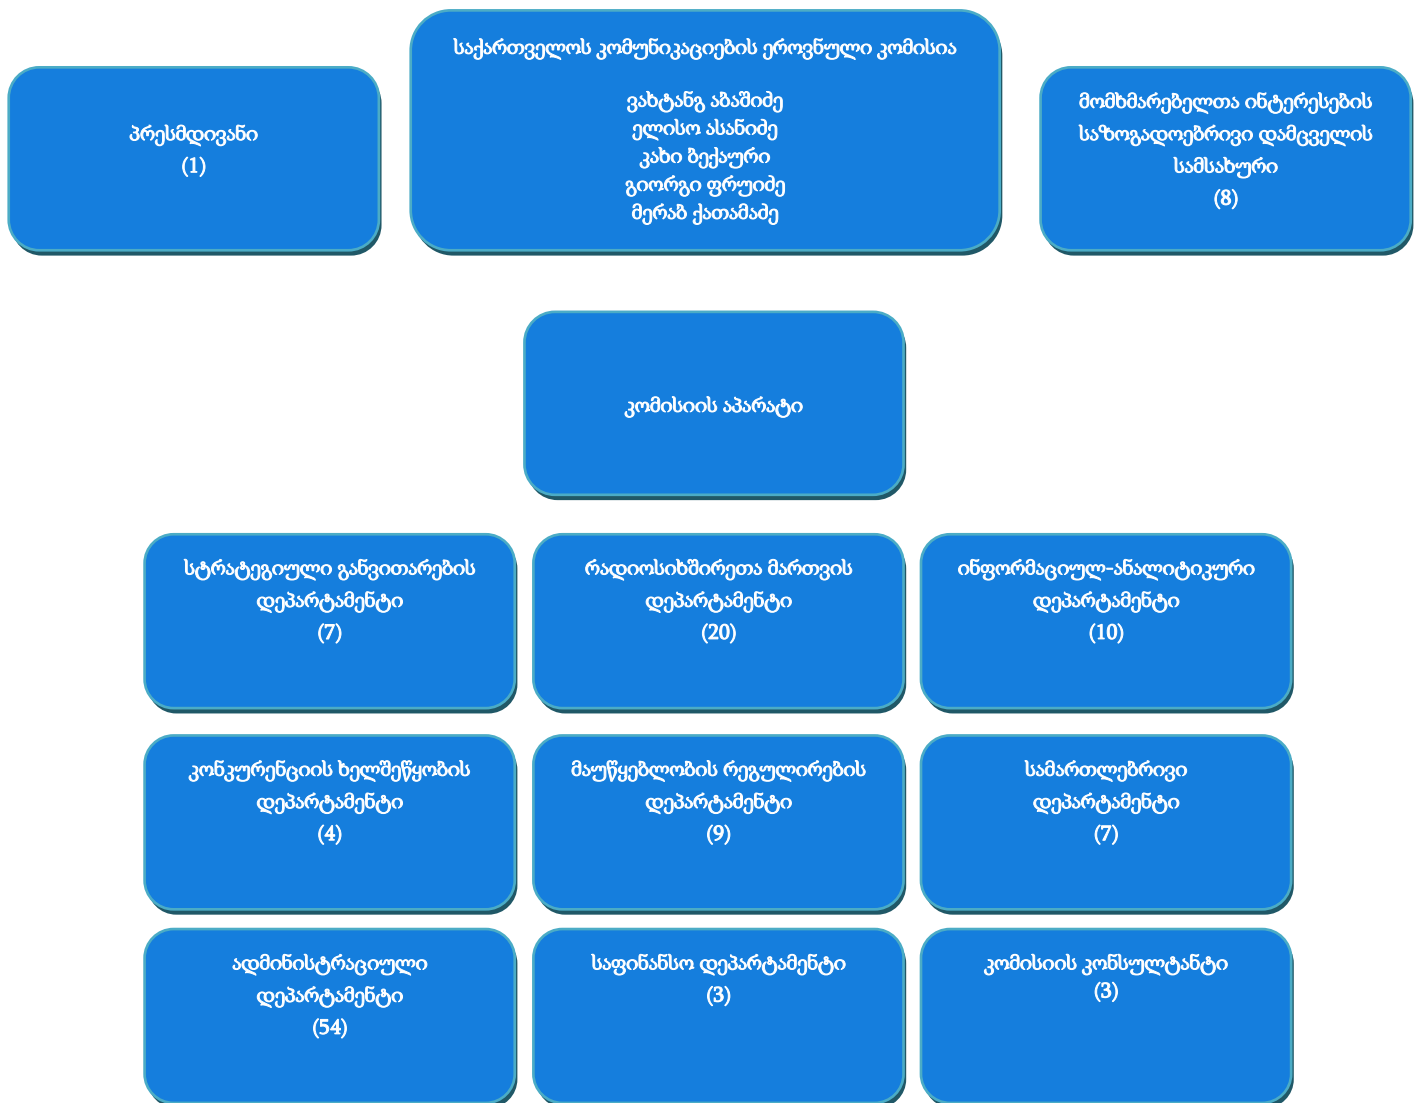 საქართველოს კომუნიკაციების ეროვნული კომისია
ვახტანგ აბაშიძე
ელისო ასანიძე
კახი ბექაური
გიორგი ფრუიძე
მერაბ ქათამაძე
პრესმდივანი
(1)
მომხმარებელთა ინტერესების
საზოგადოებრივი დამცველის
სამსახური
(8)
კომისიის აპარატი
სტრატეგიული განვითარების
დეპარტამენტი
(7)
რადიოსიხშირეთა მართვის
დეპარტამენტი
(20)
ინფორმაციულ-ანალიტიკური
დეპარტამენტი
(10)
კონკურენციის ხელშეწყობის
დეპარტამენტი
(4)
მაუწყებლობის რეგულირების
დეპარტამენტი
(9)
სამართლებრივი
დეპარტამენტი
(7)
ადმინისტრაციული
დეპარტამენტი
(54)
საფინანსო დეპარტამენტი
(3)
კომისიის კონსულტანტი
(3)